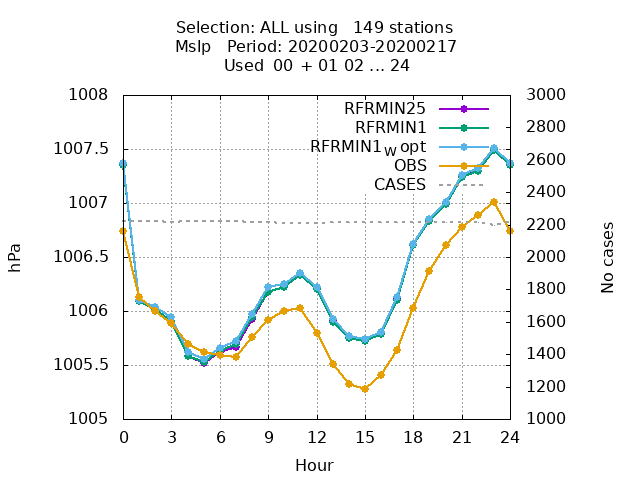 Selection: ALL using   149 stations
Mslp   Period: 20200203-20200217
Used  00 + 01 02 ... 24
1008
1007.5
1007
1006.5
1006
1005.5
1005
hPa
3000
2800
2600
2400
2200
2000
1800
1600
1400
1200
1000
No cases
RFRMIN25
RFRMIN1
RFRMIN1wopt
OBS
CASES
0 3 6 9 12 15 18 21 24
Hour